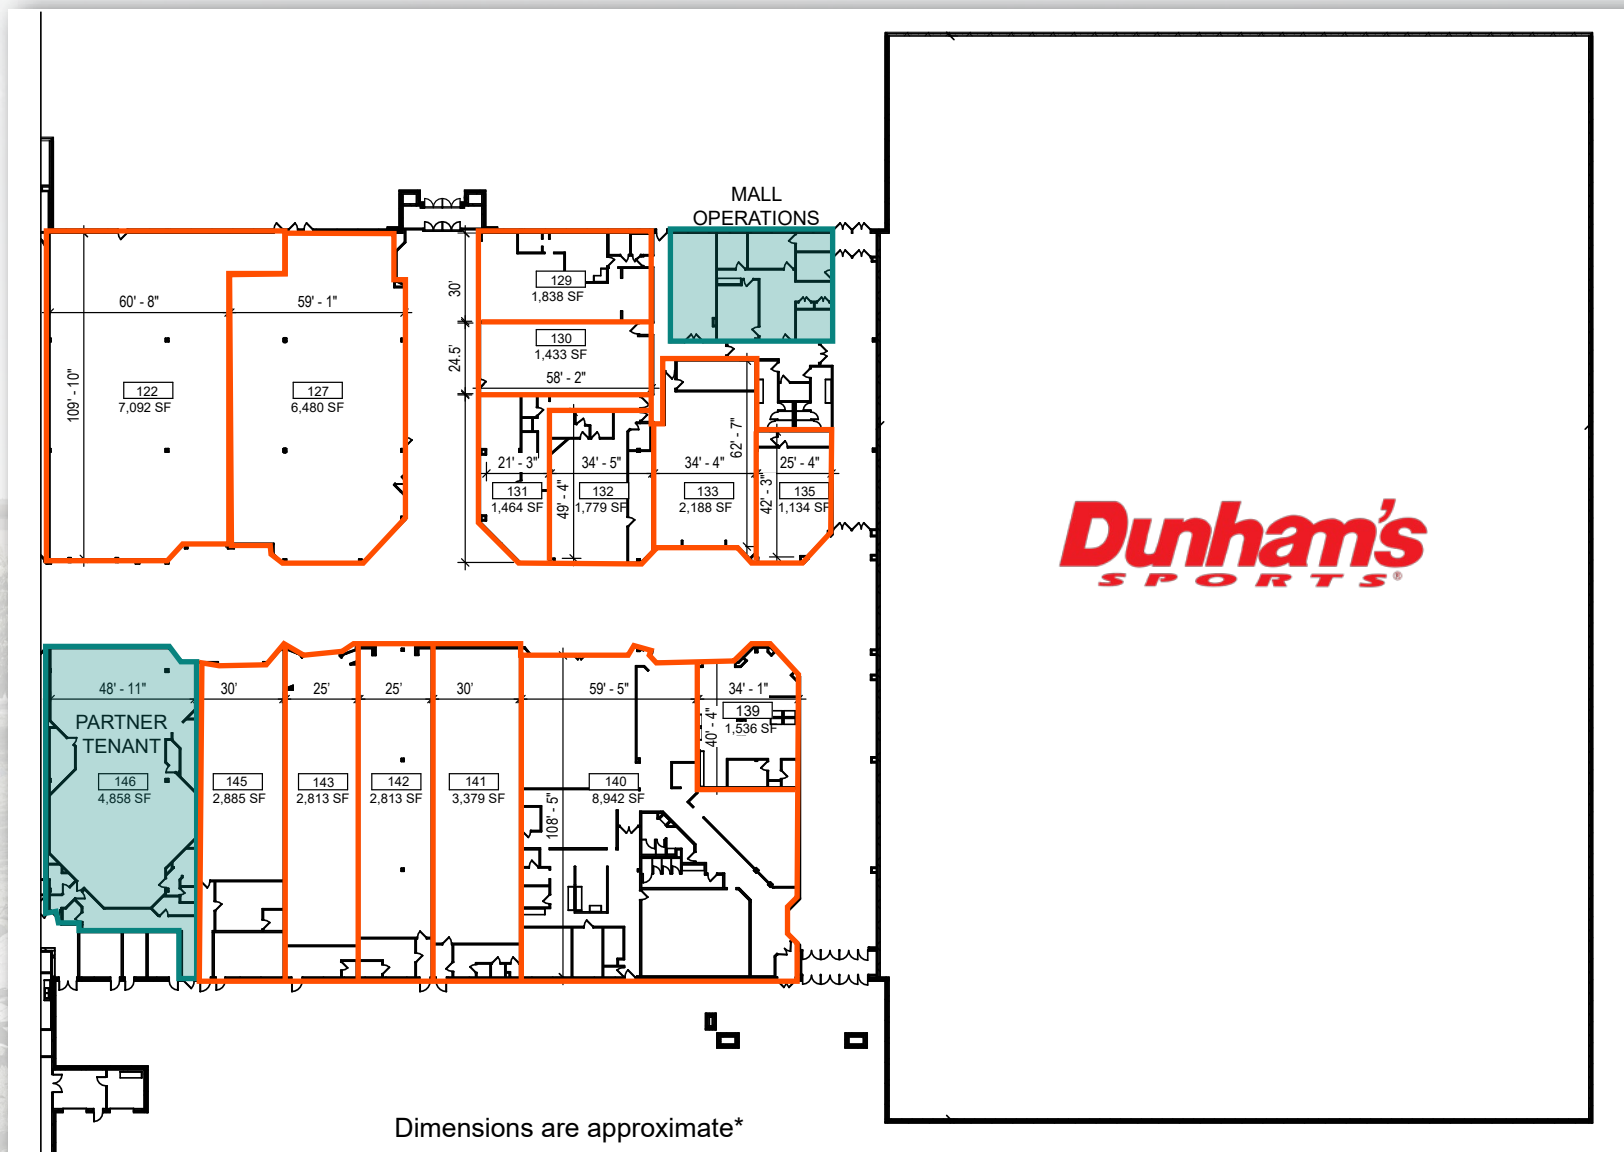 MALL
OPERATIONS
60' - 8"
59' - 1"
109' - 10"
122
7,092 SF
127
6,480 SF
30'
24.5'
129
1,838 SF
130
1,433 SF
58' - 2"
21' - 3"
131
1,464 SF
34' - 5"
49' - 4"
132
1,779 SF
34' - 4"
62' - 7"
133
2,188 SF
25' - 4"
42' - 3"
135
1,134 SF
Dunham's
SPORTS®
48' - 11"
PARTNER
TENANT
146
4,858 SF
30'
145
2,885 SF
25'
143
2,813 SF
25'
142
2,813 SF
30'
141
3,379 SF
59' - 5"
108' - 5"
140
8,942 SF
34' - 1"
40' - 4"
139
1,536 SF
Dimensions are approximate*